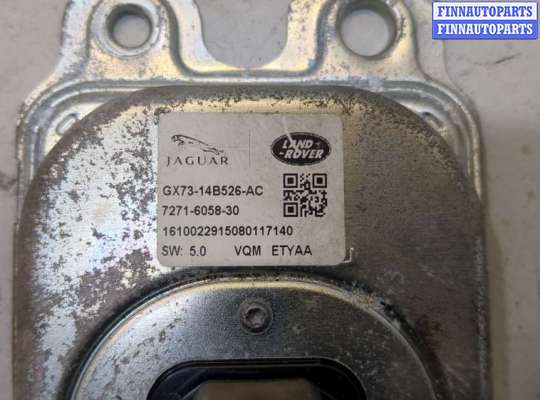 FINNAUTOPARTS
FINNAUTOPARTS
JAGUAR
LAND
ROVER
GX73-14B526-AC
7271-6058-30
1610022915080117140
SW: 5.0 VQM ETYAA